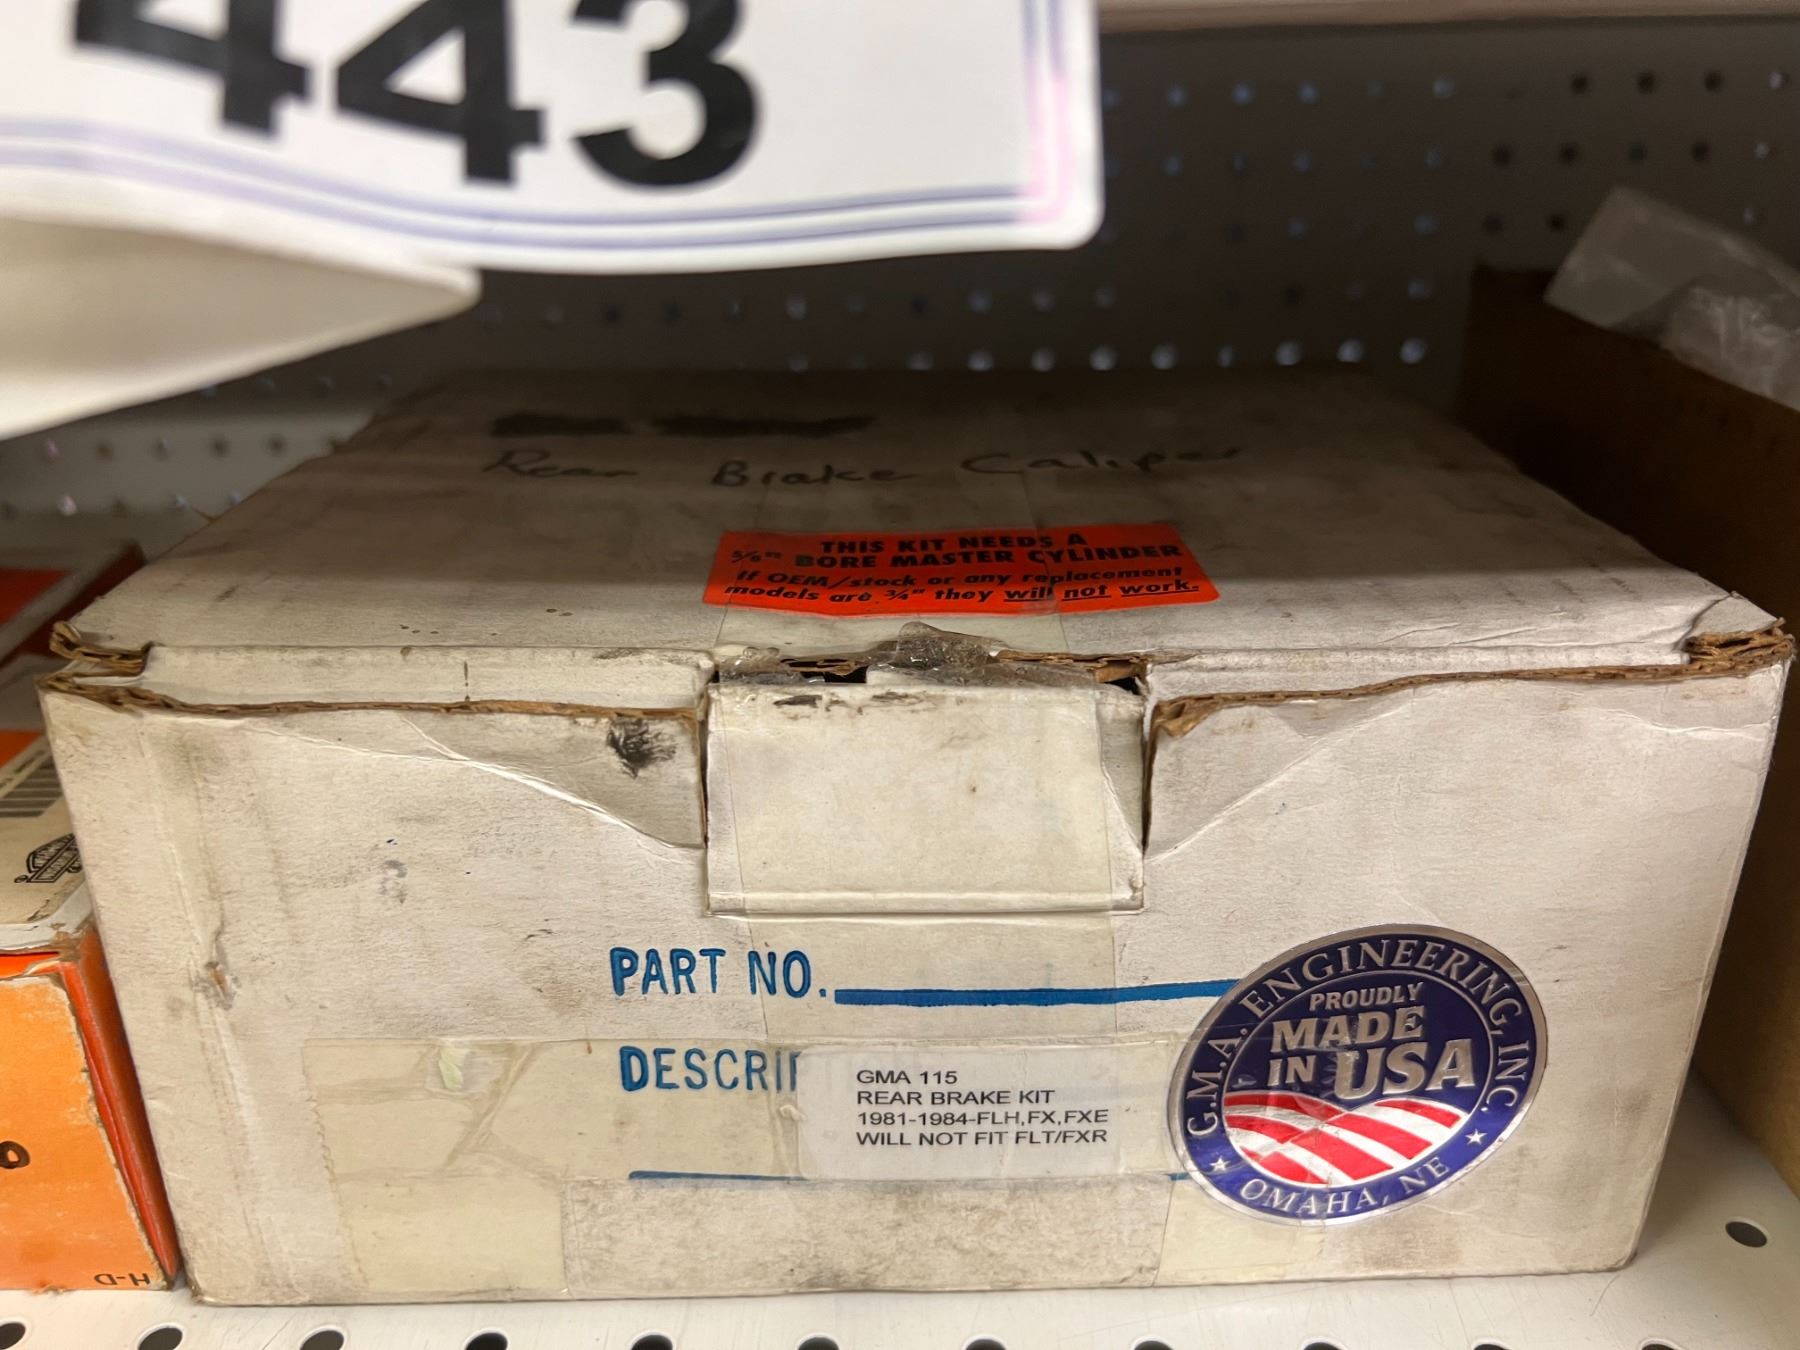 443
Rear Brake Caliper
THIS KIT NEEDS A
5/8" BORE MASTER CYLINDER
If OEM/stock or any replacement
models are 3/4" they will not work.
PART NO.
DESCRI
GMA 115
REAR BRAKE KIT
1981-1984-FLH,FX,FXE
WILL NOT FIT FLT/FXR
G.M.A. ENGINEERING, INC.
PROUDLY
MADE
IN USA
★ OMAHA, NE ★
H-D